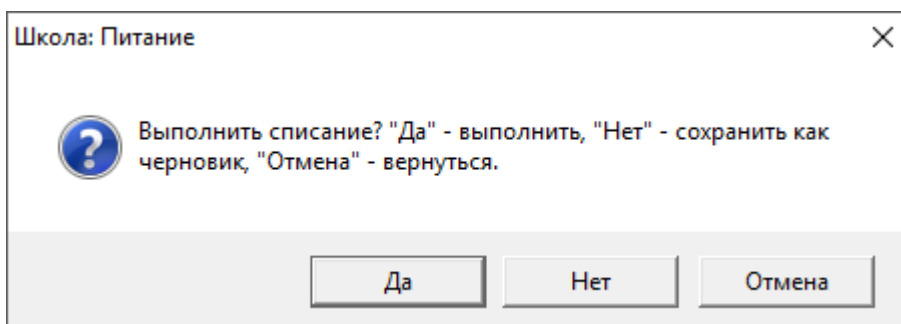 Школа: Питание
Выполнить списание? "Да" - выполнить, "Нет" - сохранить как
черновик, "Отмена" - вернуться.
Да
Нет
Отмена